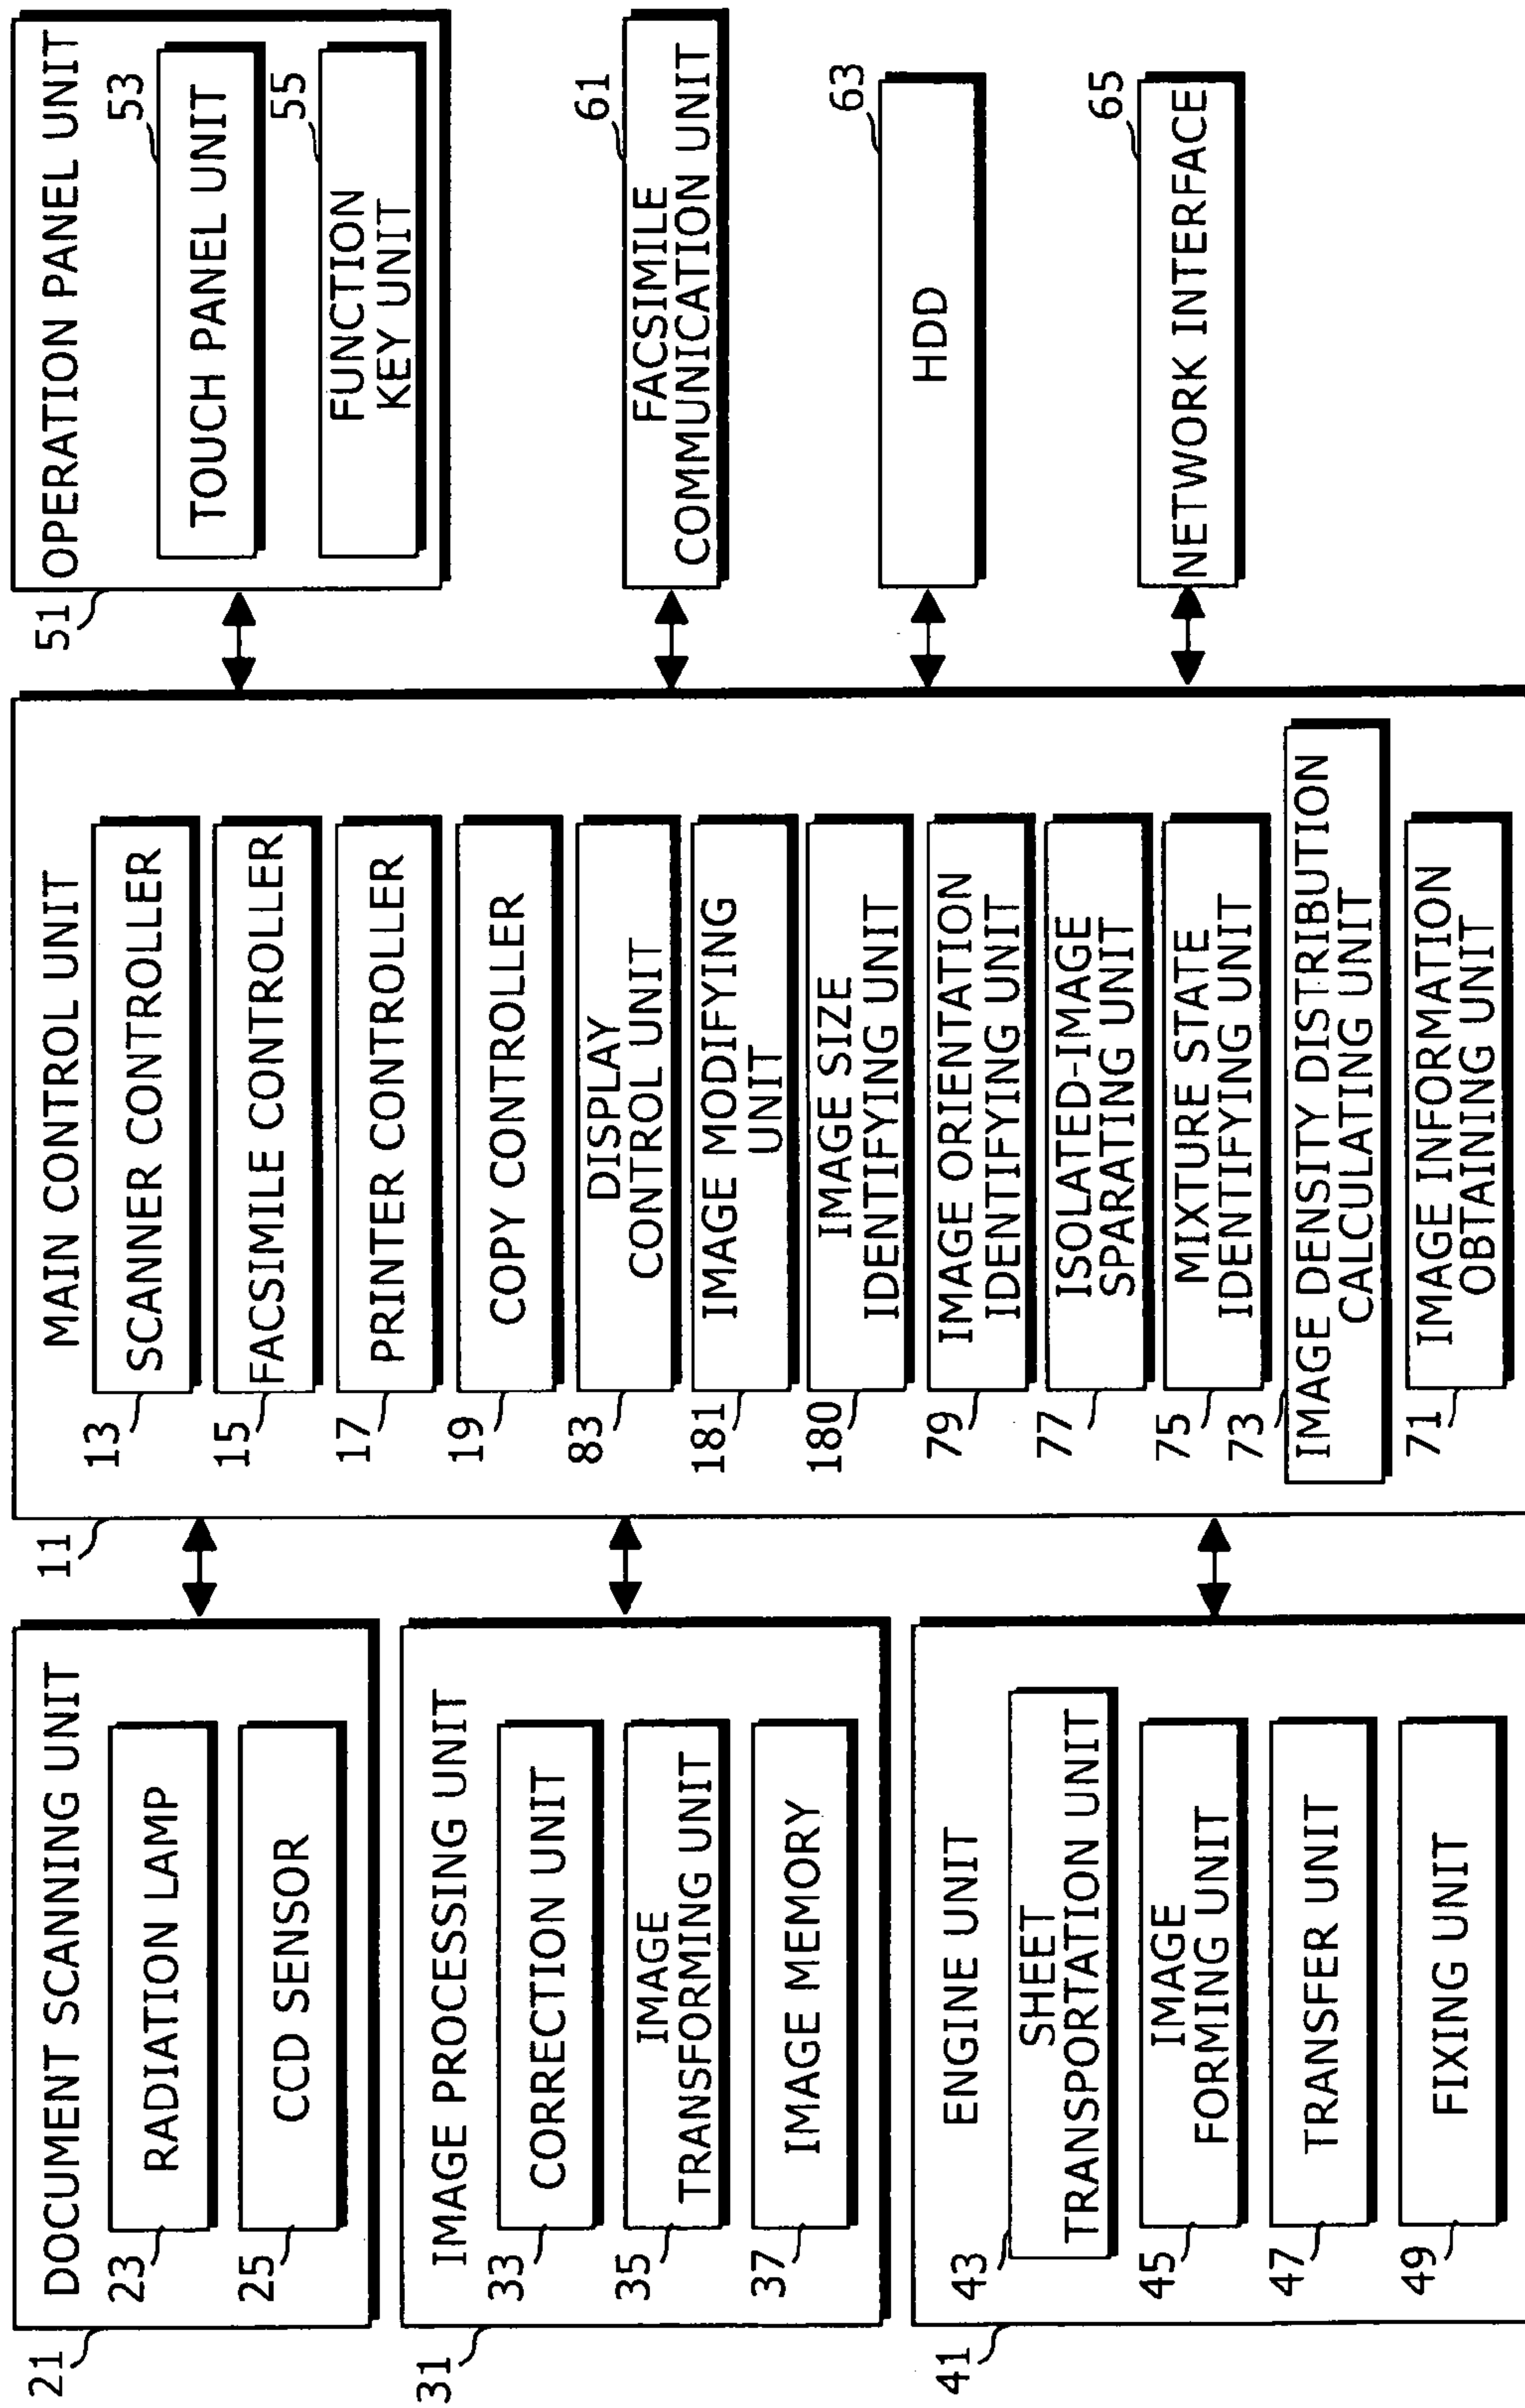 21
DOCUMENT SCANNING UNIT
23
RADIATION LAMP
25
CCD SENSOR
31
IMAGE PROCESSING UNIT
33
CORRECTION UNIT
35
IMAGE
TRANSFORMING UNIT
37
IMAGE MEMORY
41
ENGINE UNIT
43
SHEET
TRANSPORTATION UNIT
45
IMAGE
FORMING UNIT
47
TRANSFER UNIT
49
FIXING UNIT
11
MAIN CONTROL UNIT
13
SCANNER CONTROLLER
15
FACSIMILE CONTROLLER
17
PRINTER CONTROLLER
19
COPY CONTROLLER
83
DISPLAY
CONTROL UNIT
181
IMAGE MODIFYING
UNIT
180
IMAGE SIZE
IDENTIFYING UNIT
79
IMAGE ORIENTATION
IDENTIFYING UNIT
77
ISOLATED-IMAGE
SPARATING UNIT
75
MIXTURE STATE
IDENTIFYING UNIT
73
IMAGE DENSITY DISTRIBUTION
CALCULATING UNIT
71
IMAGE INFORMATION
OBTAINING UNIT
51
OPERATION PANEL UNIT
53
TOUCH PANEL UNIT
55
FUNCTION
KEY UNIT
61
FACSIMILE
COMMUNICATION UNIT
63
HDD
65
NETWORK INTERFACE